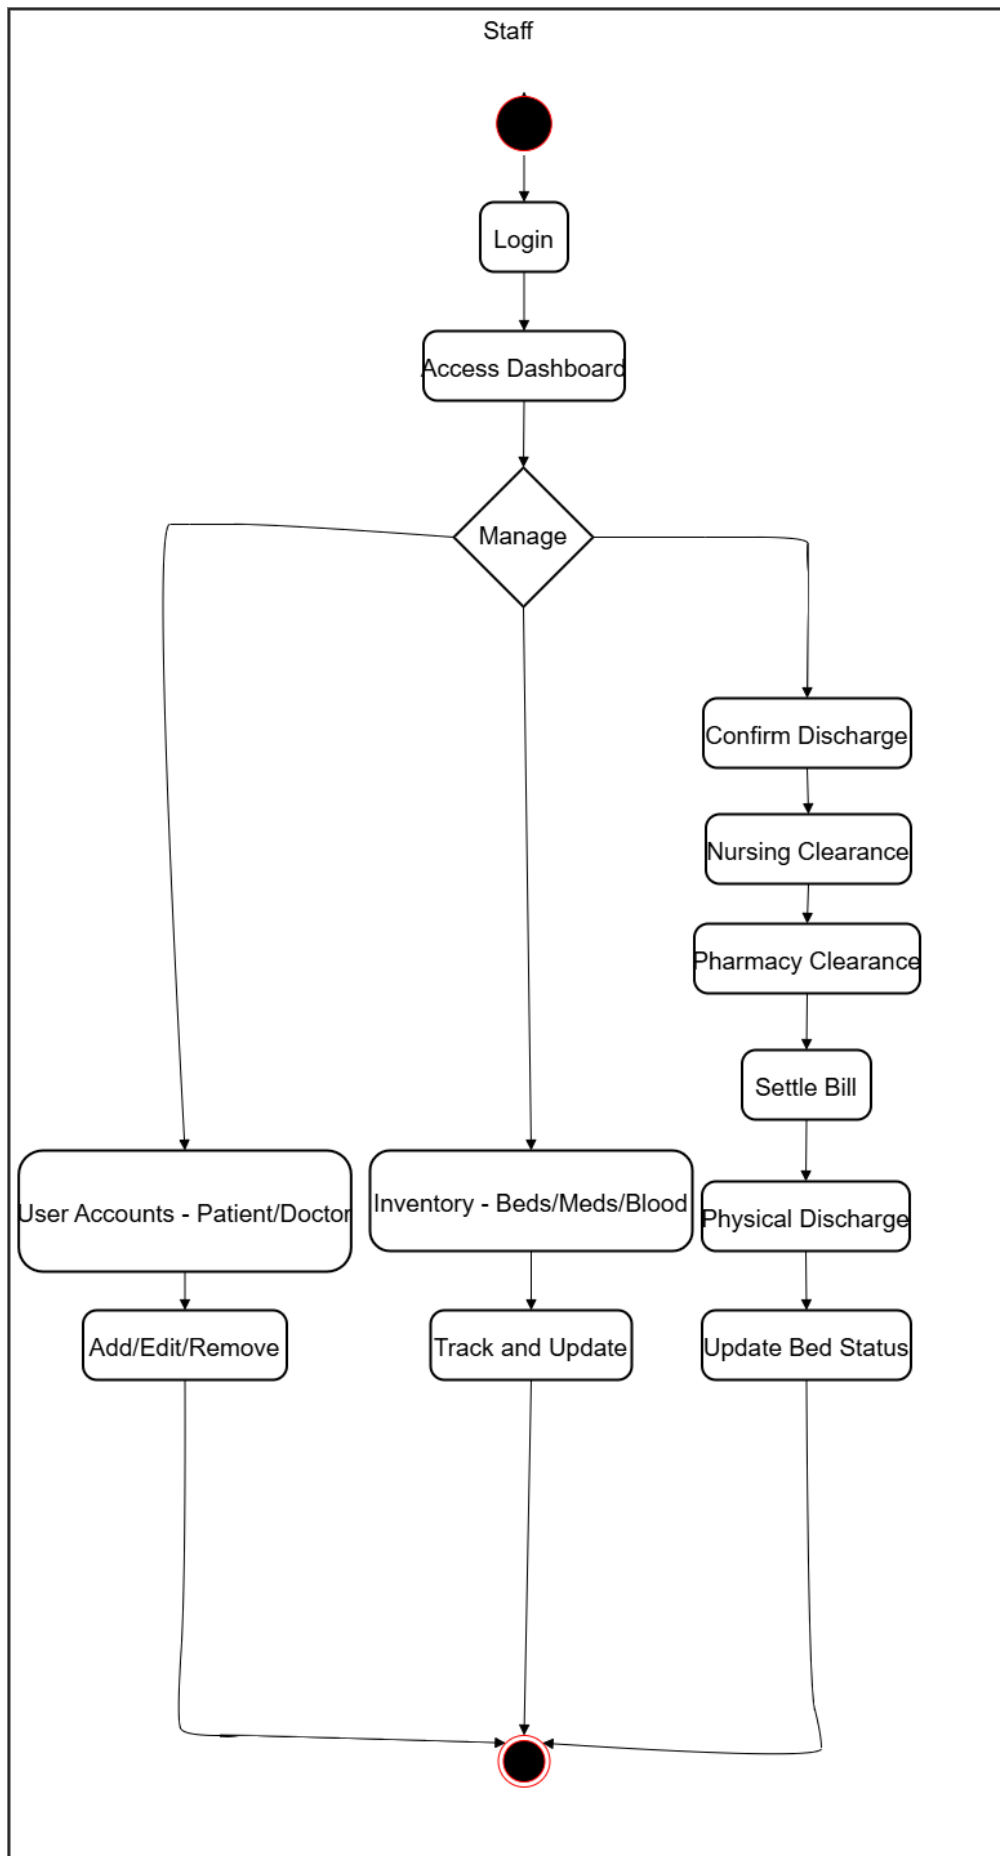 Staff
Login
Access Dashboard
Manage
Confirm Discharge
Nursing Clearance
Pharmacy Clearance
Settle Bill
User Accounts - Patient/Doctor
Inventory - Beds/Meds/Blood
Physical Discharge
Add/Edit/Remove
Track and Update
Update Bed Status